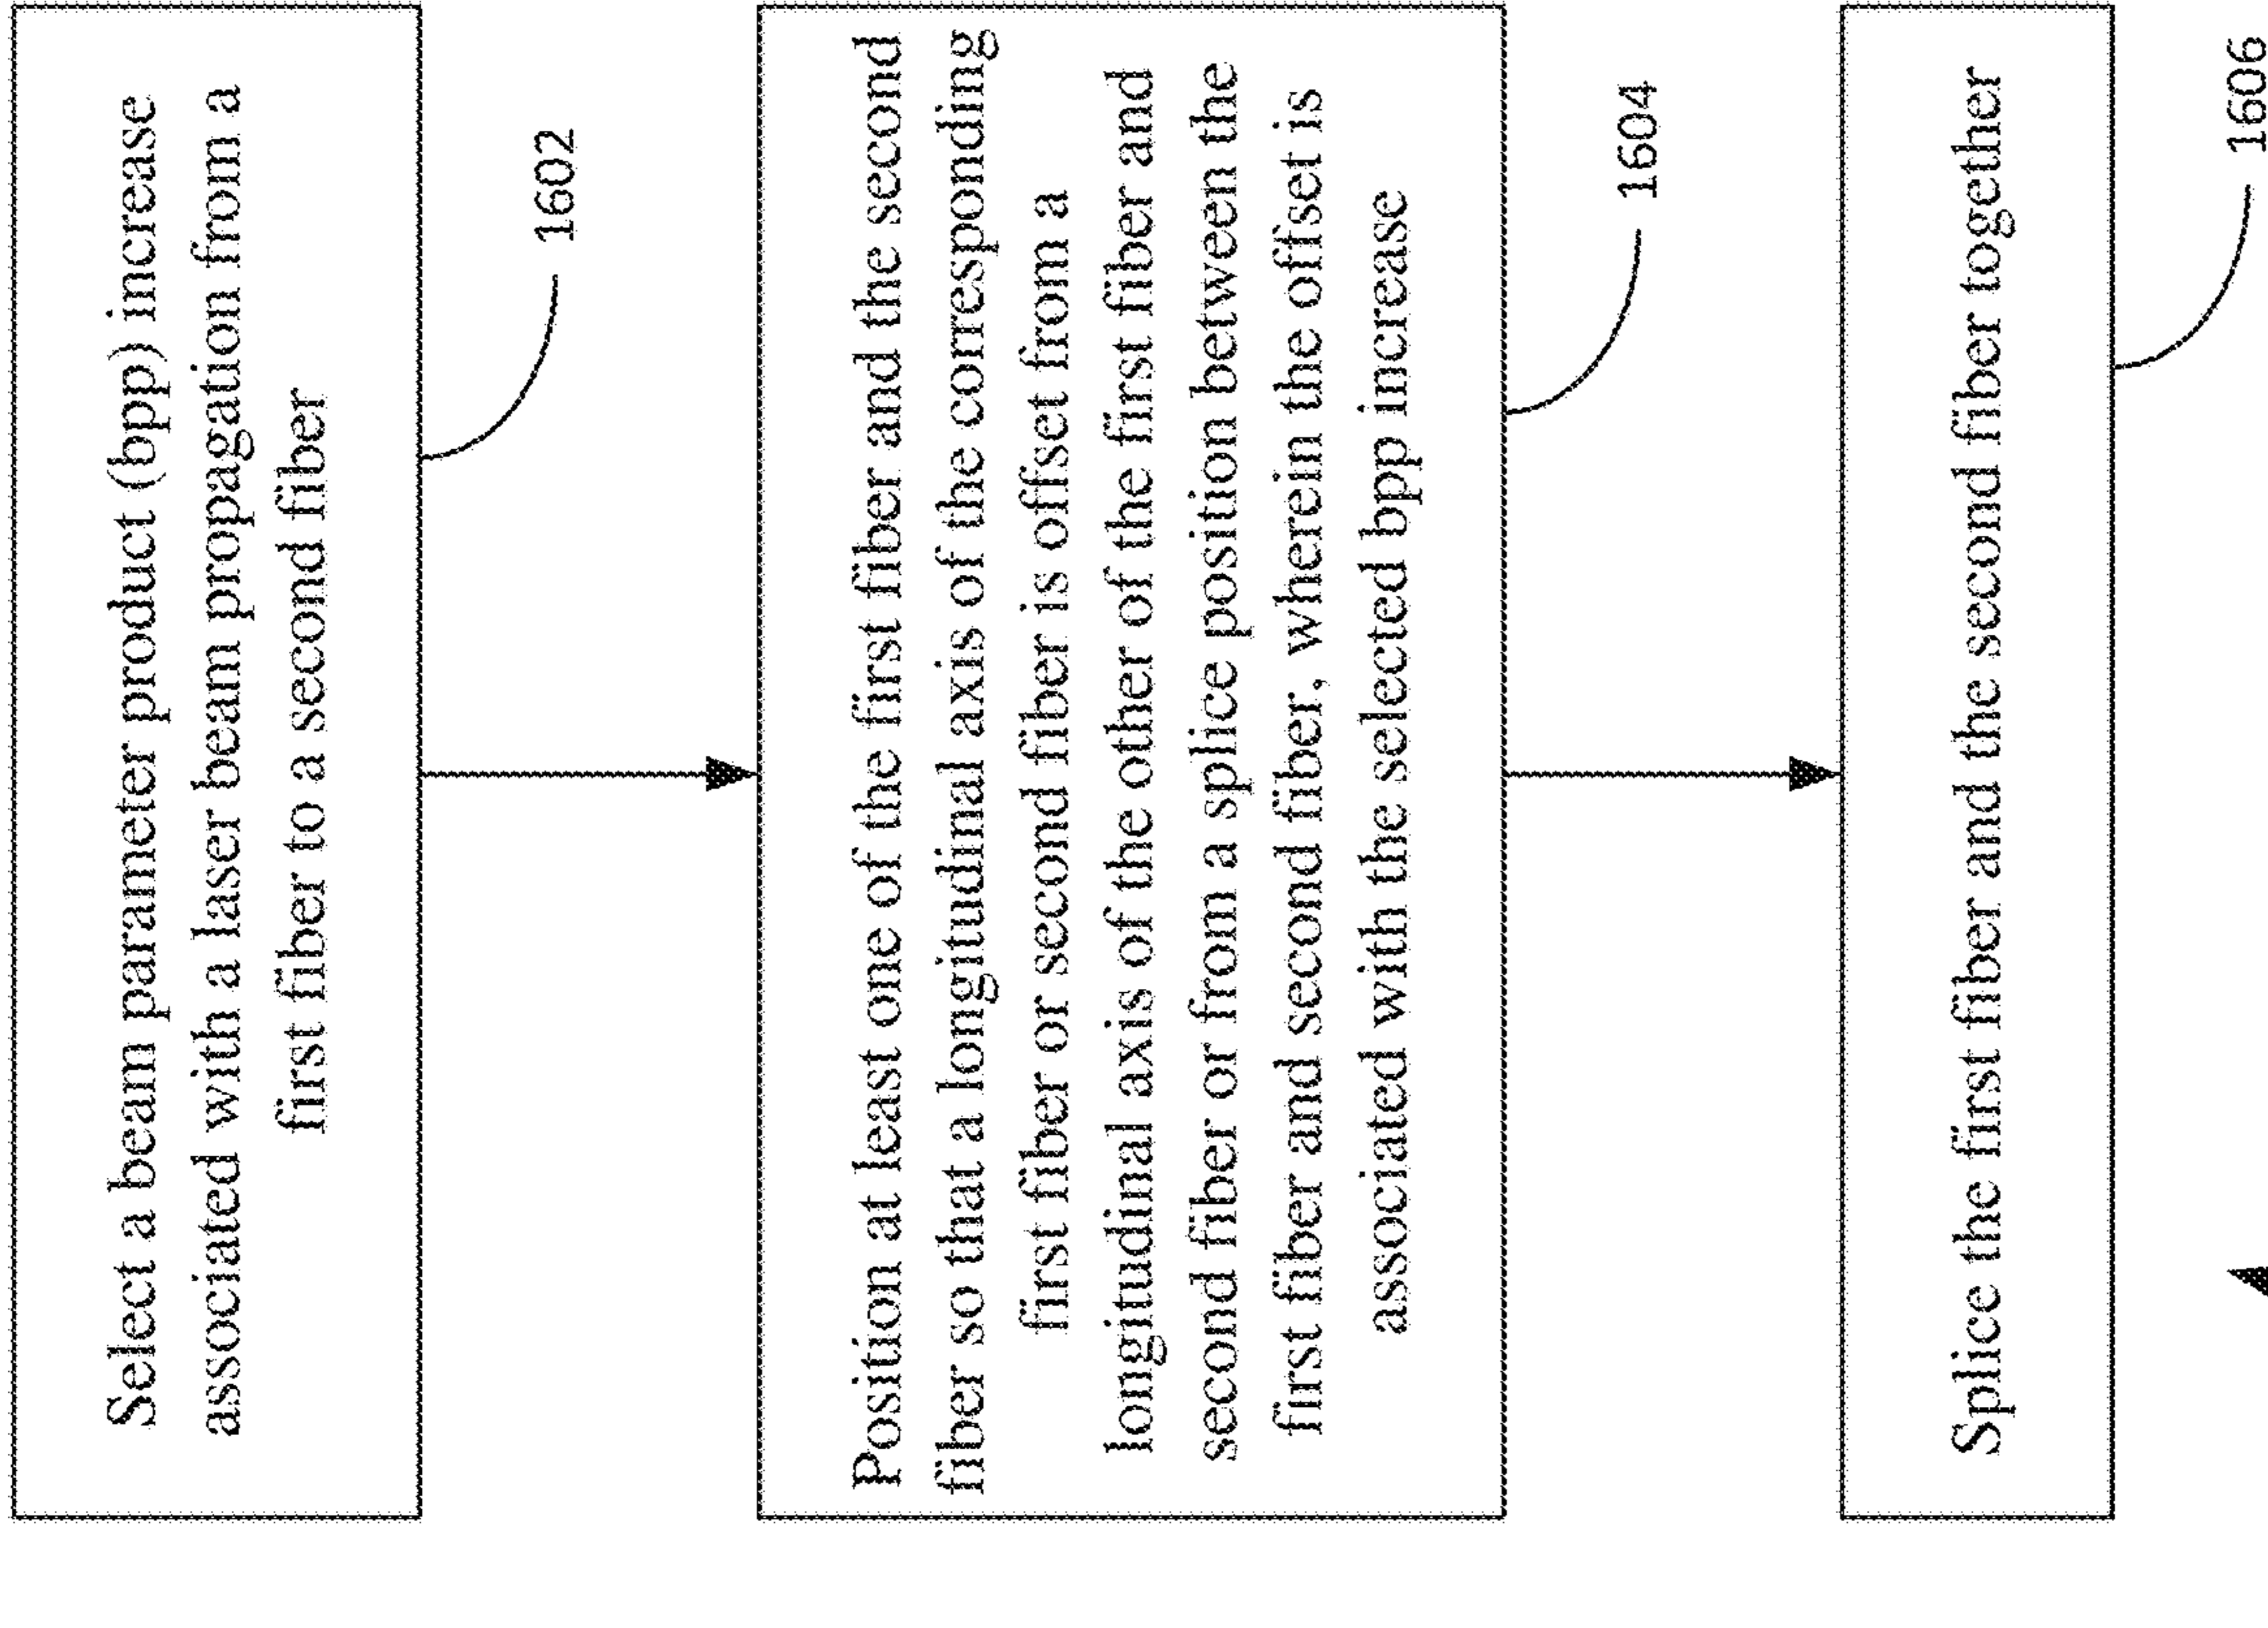 Select a beam parameter product (bpp) increase
associated with a laser beam propagation from a
first fiber to a second fiber
1602
Position at least one of the first fiber and the second
fiber so that a longitudinal axis of the corresponding
first fiber or second fiber is offset from a
longitudinal axis of the other of the first fiber and
second fiber or from a splice position between the
first fiber and second fiber, wherein the offset is
associated with the selected bpp increase
1604
Splice the first fiber and the second fiber together
1606